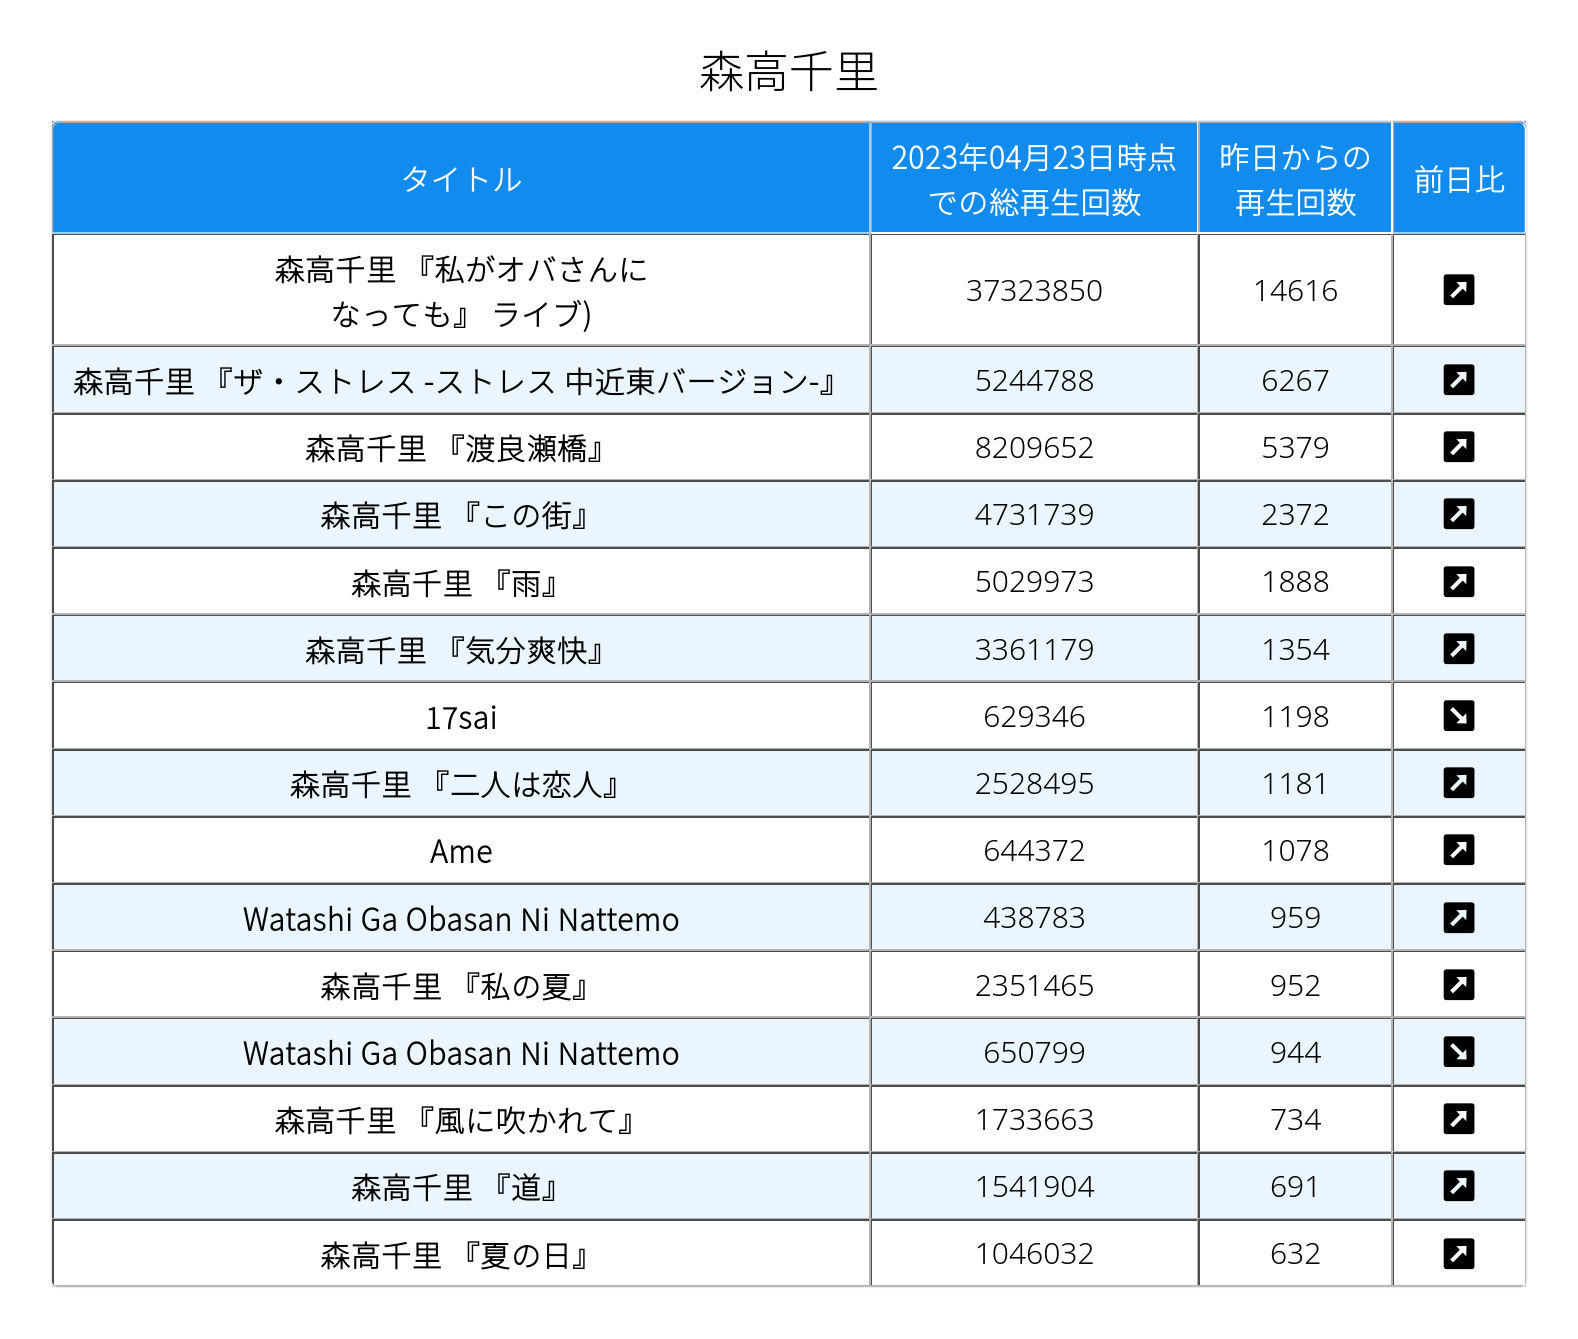 森高千里
タイトル
2023年04月23日時点
での総再生回数
昨日からの
再生回数
前日比
森高千里 『私がオバさんに
なっても』 ライブ)
37323850
14616
森高千里 『ザ・ストレス -ストレス 中近東バージョン-』
5244788
6267
森高千里 『渡良瀬橋』
8209652
5379
森高千里 『この街』
4731739
2372
森高千里 『雨』
5029973
1888
森高千里 『気分爽快』
3361179
1354
17sai
629346
1198
森高千里 『二人は恋人』
2528495
1181
Ame
644372
1078
Watashi Ga Obasan Ni Nattemo
438783
959
森高千里 『私の夏』
2351465
952
Watashi Ga Obasan Ni Nattemo
650799
944
森高千里 『風に吹かれて』
1733663
734
森高千里 『道』
1541904
691
森高千里 『夏の日』
1046032
632